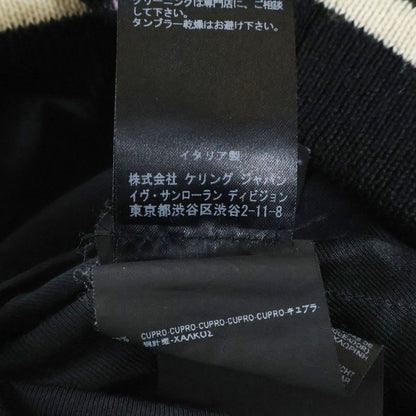 クリーニングは専門店に、ご相談
して下さい。
タンブラー乾燥はお避け下さい。
イタリア製
株式会社 ケリング ジャパン
イヴ・サンローラン ディビジョン
東京都渋谷区渋谷2-11-8
CUPRO-CUPRO-CUPRO-CUPRO-CUPRO-キュプラ-